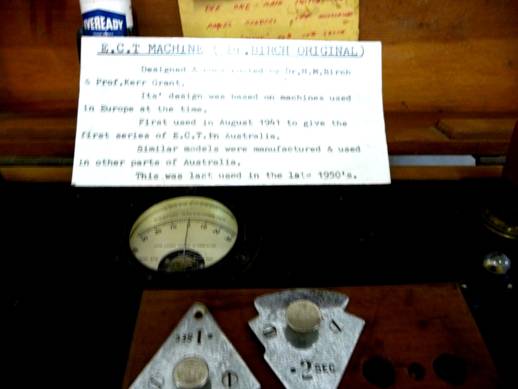 EVEREADY
E.C.T MACHINE ( Dr.BIRCH ORIGINAL)
Designed & constructed by Dr.H.M.Birch
& Prof.Kerr Grant.
Its' design was based on machines used
in Europe at the time.
First used in August 1941 to give the
first series of E.C.T.in Australia.
Similar models were manufactured & used
in other parts of Australia.
This was last used in the late 1950's.
1
.2 SEC